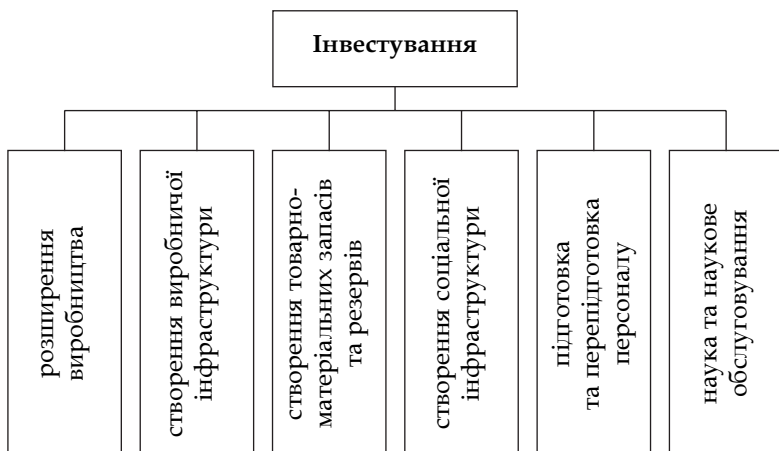 Інвестування
розширення
виробництва
створення виробничої
інфраструктури
створення товарно-
матеріальних запасів
та резервів
створення соціальної
інфраструктури
підготовка
та перепідготовка
персоналу
наука та наукове
обслуговування